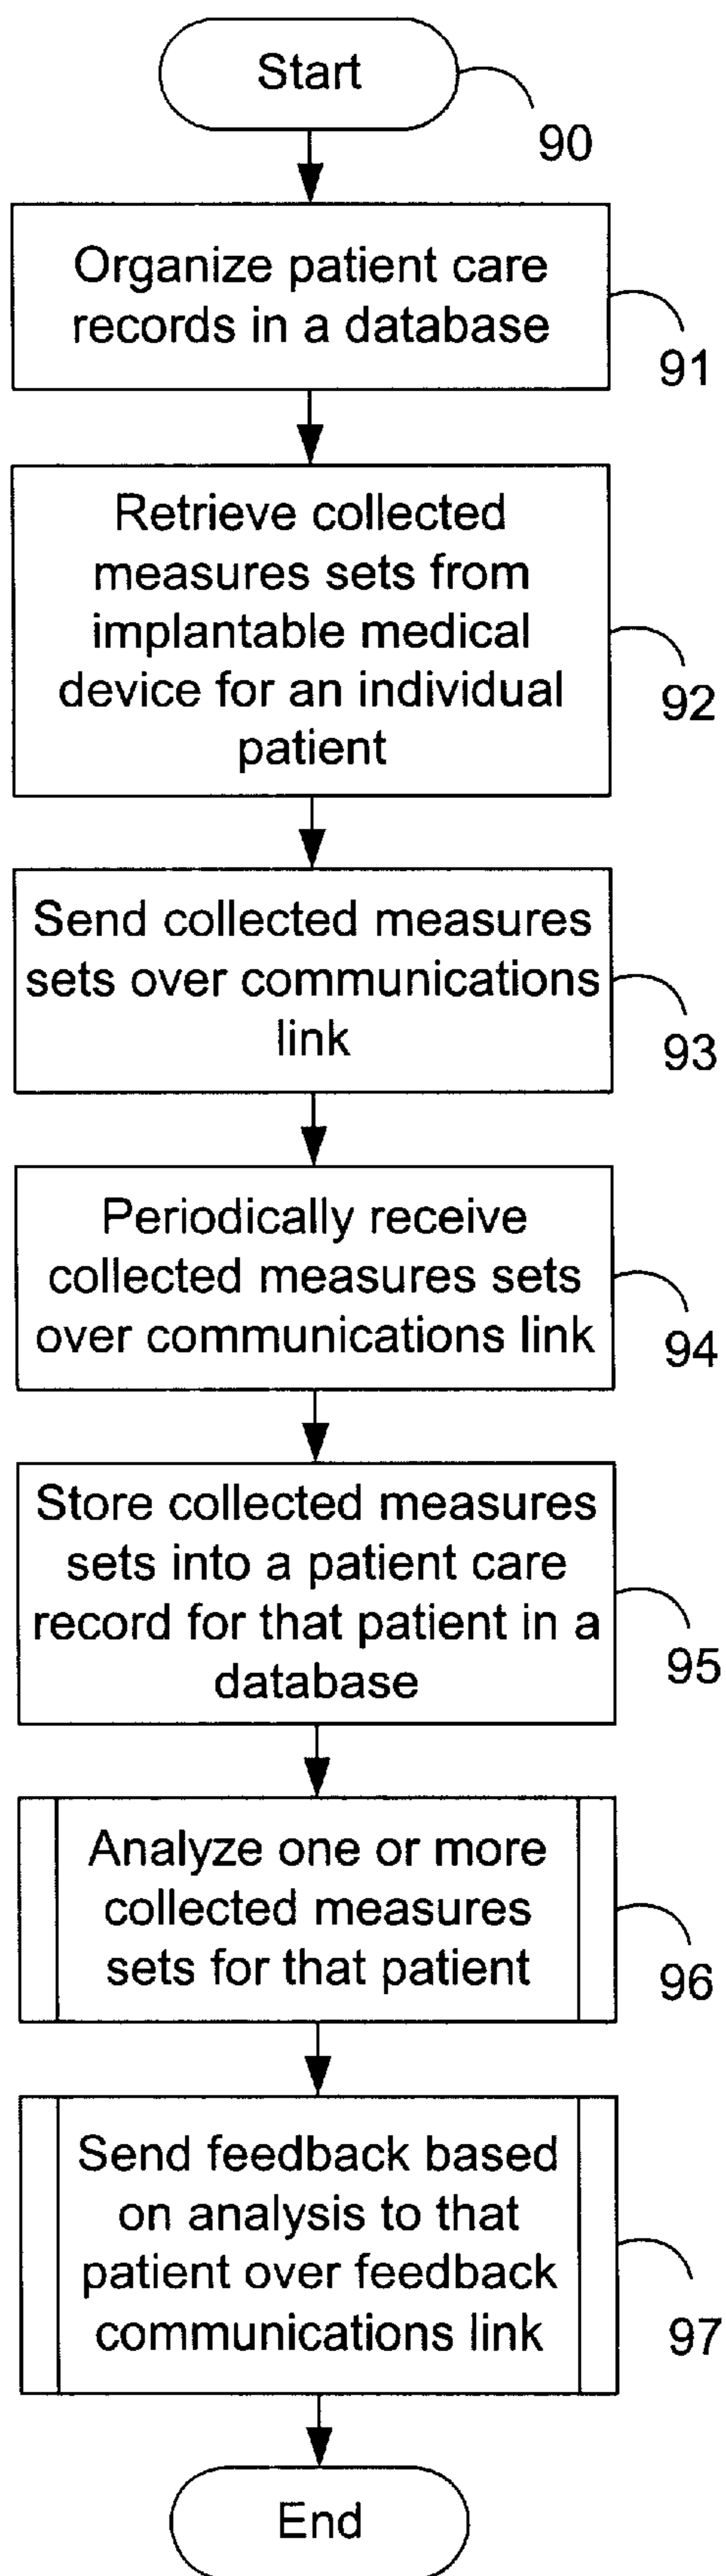 Start
90
Organize patient care
records in a database
91
Retrieve collected
measures sets from
implantable medical
device for an individual
patient
92
Send collected measures
sets over communications
link
93
Periodically receive
collected measures sets
over communications link
94
Store collected measures
sets into a patient care
record for that patient in a
database
95
Analyze one or more
collected measures
sets for that patient
96
Send feedback based
on analysis to that
patient over feedback
communications link
97
End